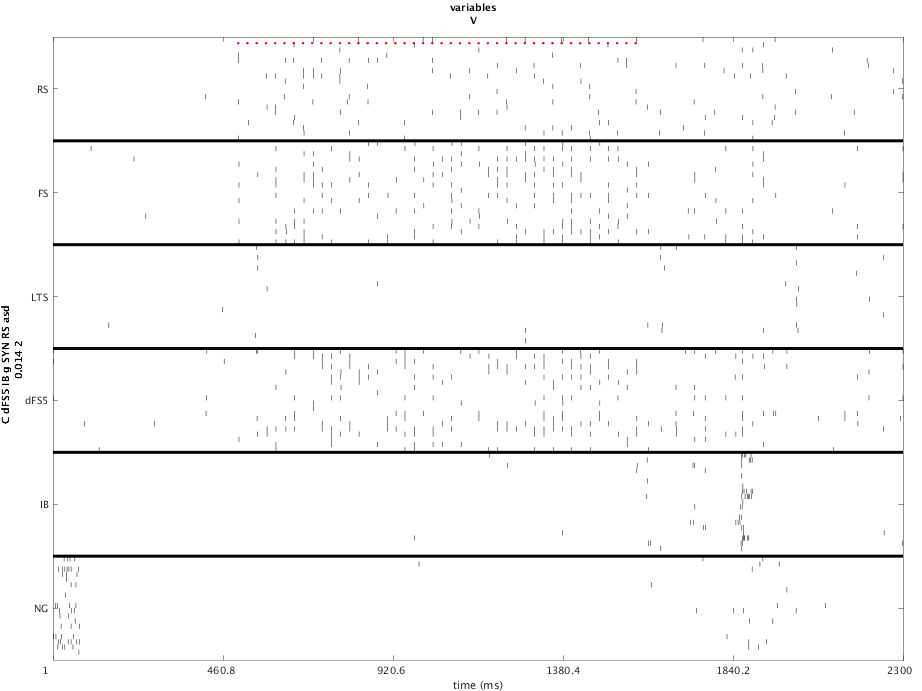 variables
V
RS
FS
LTS
dFS5
IB
NG
C dFS5 IB g SYN RS asd
0.014 2
1
460.8
920.6
1380.4
1840.2
2300
time (ms)